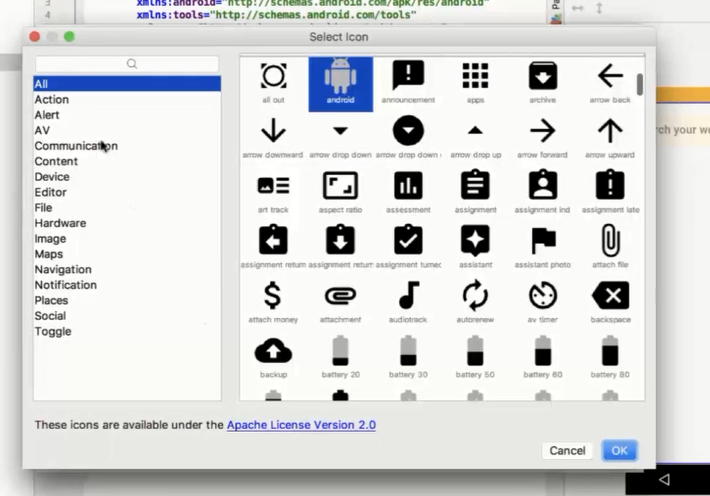 xmlns:android="http://schemas.android.com/apk/res/android"
3
4
xmlns:tools="http://schemas.android.com/tools"
Pa
Select Icon
All
Action
Alert
AV
Communication
Content
Device
Editor
File
Hardware
Image
Maps
Navigation
Notification
Places
Social
Toggle
all out
android
announcement
apps
archive
arrow back
arrow downward
arrow drop down
arrow drop down
arrow drop up
arrow forward
arrow upward
art track
aspect ratio
assessment
assignment
assignment ind
assignment late
assignment return
assignment return
assignment turned
assistant
assistant photo
attach file
attach money
attachment
audiotrack
autorenew
av timer
backspace
backup
battery 20
battery 30
battery 50
battery 60
battery 80
rch your w
These icons are available under the Apache License Version 2.0
Cancel
OK